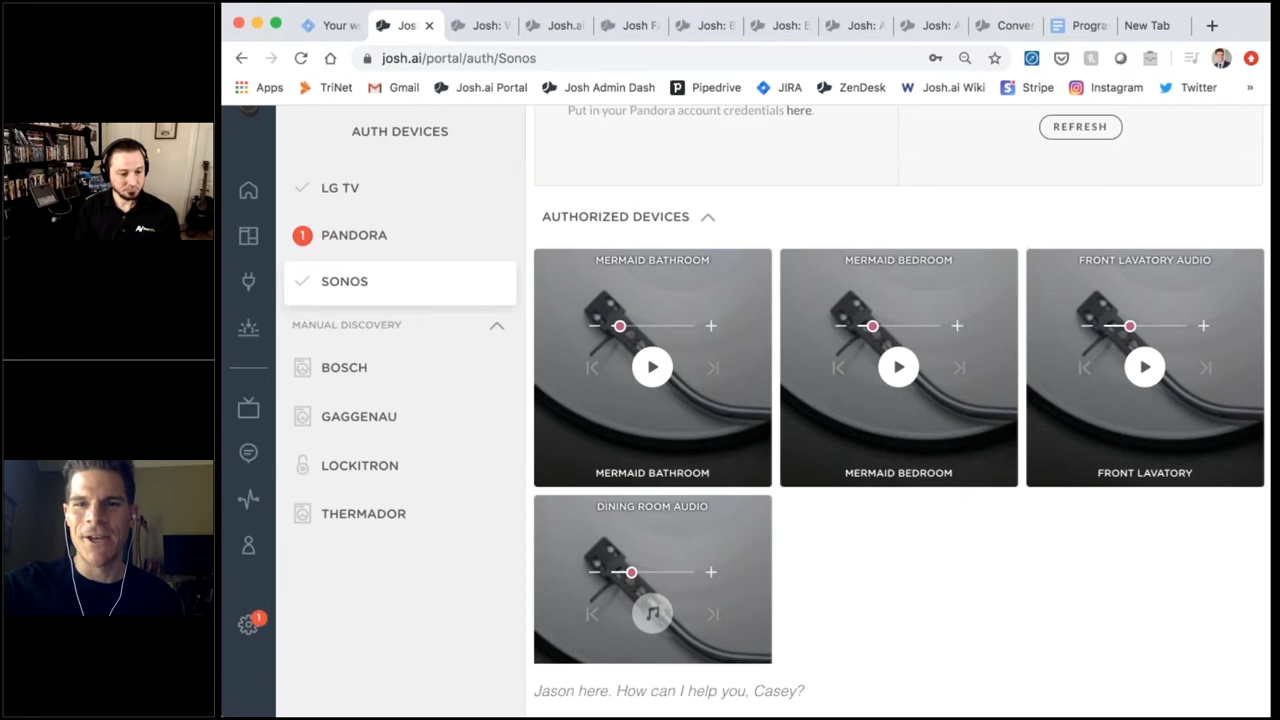 Your w
Jos
Josh: V
Josh.ai
Josh FA
Josh: E
Josh: E
Josh: A
Josh: A
Conver
Progra
New Tab
josh.ai/portal/auth/Sonos
Apps
TriNet
Gmail
Josh.ai Portal
Josh Admin Dash
Pipedrive
JIRA
ZenDesk
Josh.ai Wiki
Stripe
Instagram
Twitter
»
AUTH DEVICES
LG TV
1 PANDORA
SONOS
MANUAL DISCOVERY
BOSCH
GAGGENAU
LOCKITRON
THERMADOR
1
Put in your Pandora account credentials here.
REFRESH
AUTHORIZED DEVICES
MERMAID BATHROOM
MERMAID BATHROOM
MERMAID BEDROOM
MERMAID BEDROOM
FRONT LAVATORY AUDIO
FRONT LAVATORY
DINING ROOM AUDIO
Jason here. How can I help you, Casey?